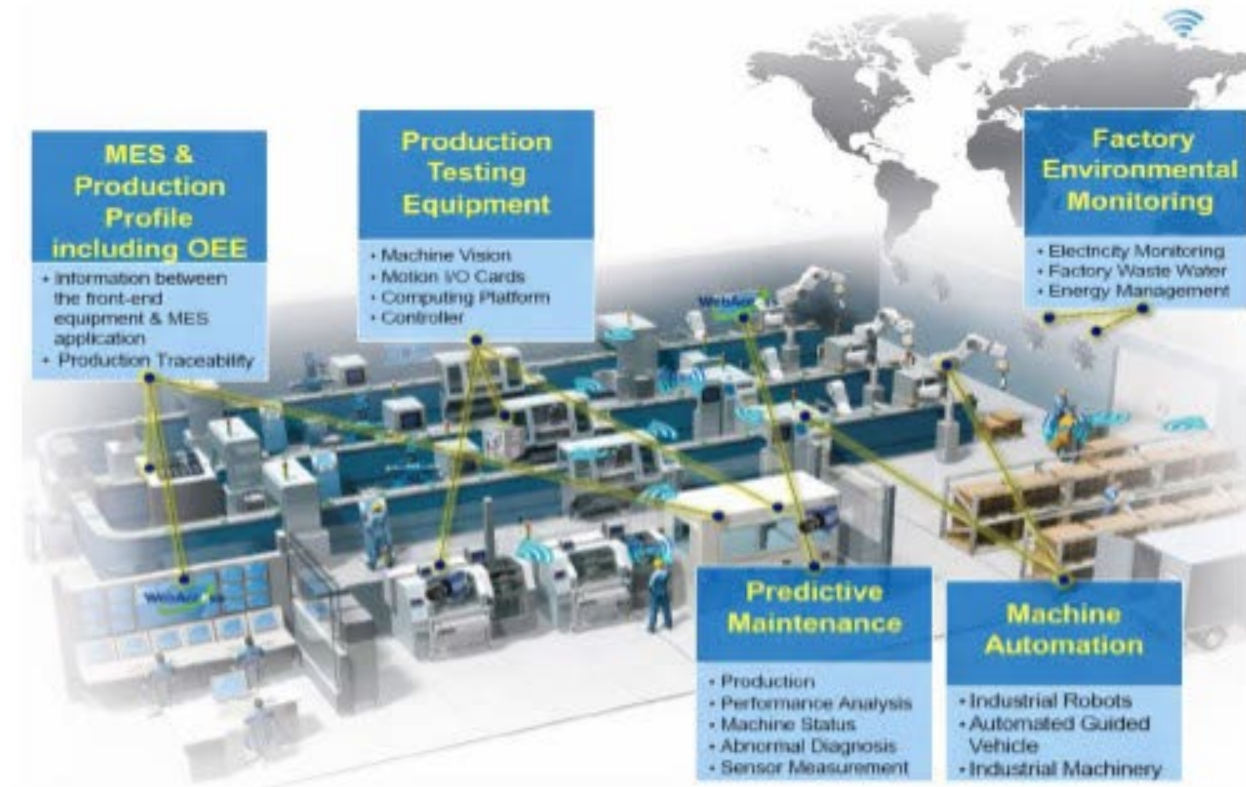 MES &
Production
Profile
including OEE
• Information between
the front-end
equipment & MES
application
• Production Traceability
Production
Testing
Equipment
• Machine Vision
• Motion I/O Cards
• Computing Platform
• Controller
Factory
Environmental
Monitoring
• Electricity Monitoring
• Factory Waste Water
• Energy Management
WebAccess
WebAccess
Predictive
Maintenance
• Production
• Performance Analysis
• Machine Status
• Abnormal Diagnosis
• Sensor Measurement
Machine
Automation
• Industrial Robots
• Automated Guided
Vehicle
• Industrial Machinery